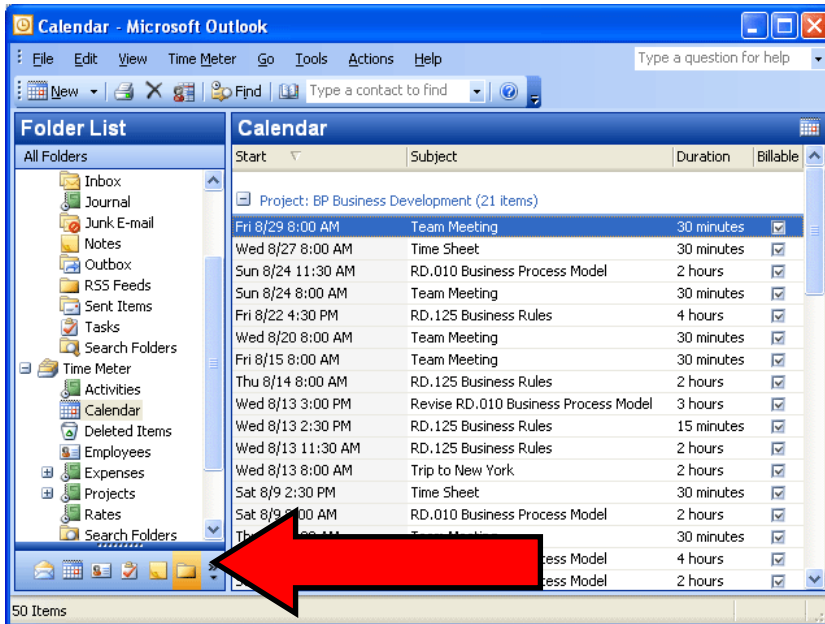 Calendar - Microsoft Outlook
File Edit View Time Meter Go Tools Actions Help Type a question for help
New Find Type a contact to find
Folder List Calendar
All Folders Start Subject Duration Billable
Inbox
Journal Project: BP Business Development (21 items)
Junk E-mail Fri 8/29 8:00 AM Team Meeting 30 minutes
Notes Wed 8/27 8:00 AM Time Sheet 30 minutes
Outbox Sun 8/24 11:30 AM RD.010 Business Process Model 2 hours
RSS Feeds Sun 8/24 8:00 AM Team Meeting 30 minutes
Sent Items Fri 8/22 4:30 PM RD.125 Business Rules 4 hours
Tasks Wed 8/20 8:00 AM Team Meeting 30 minutes
Search Folders Fri 8/15 8:00 AM Team Meeting 30 minutes
Time Meter Thu 8/14 8:00 AM RD.125 Business Rules 2 hours
Activities Wed 8/13 3:00 PM Revise RD.010 Business Process Model 3 hours
Calendar Wed 8/13 2:30 PM RD.125 Business Rules 15 minutes
Deleted Items Wed 8/13 11:30 AM RD.125 Business Rules 2 hours
Employees Wed 8/13 8:00 AM Trip to New York 2 hours
Expenses Sat 8/9 2:30 PM Time Sheet 30 minutes
Projects Sat 8/9 AM RD.010 Business Process Model 2 hours
Rates 30 minutes
Search Folders Model 4 hours
Model 2 hours
50 Items